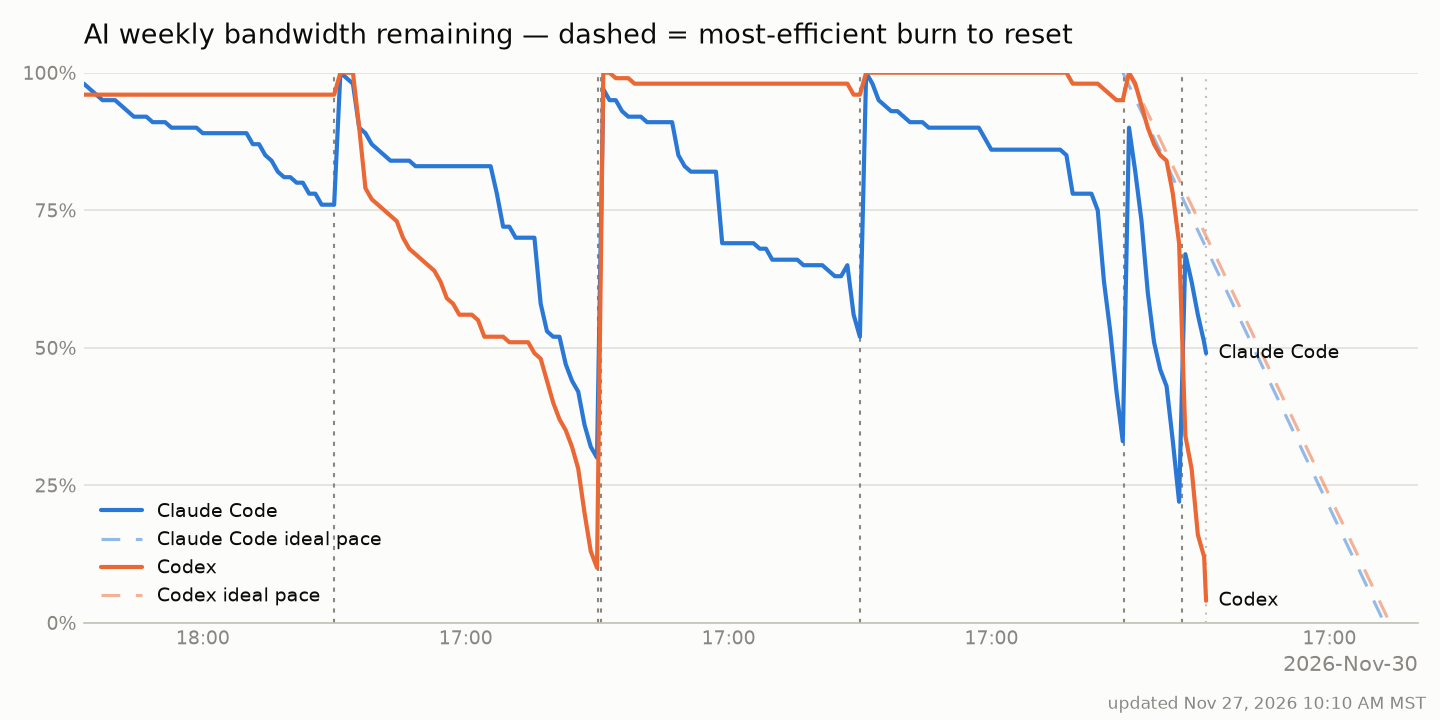 AI weekly bandwidth remaining — dashed = most-efficient burn to reset
100%
75%
50%
25%
0%
Claude Code
Codex
Claude Code
Claude Code ideal pace
Codex
Codex ideal pace
18:00 17:00 17:00 17:00 17:00
2026-Nov-30
updated Nov 27, 2026 10:10 AM MST